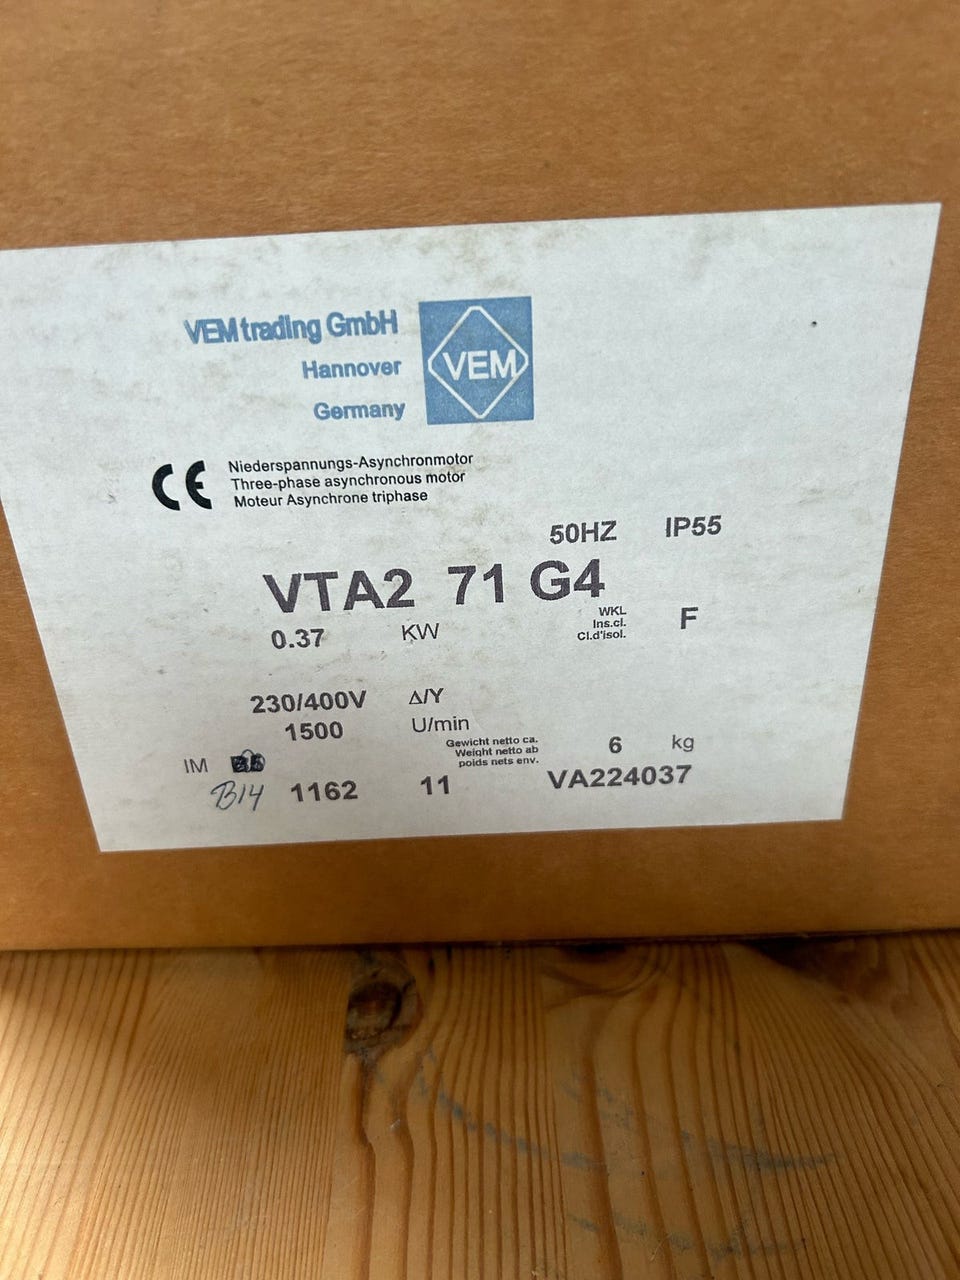 VEM trading GmbH
Hannover
Germany
VEM
CE
Niederspannungs-Asynchronmotor
Three-phase asynchronous motor
Moteur Asynchrone triphase
50HZ IP55
VTA2 71 G4
0.37 KW
WKL
Ins.cl.
Cl.d'isol.
F
230/400V Δ/Y
1500 U/min
Gewicht netto ca.
Weight netto ab
poids nets env.
6 kg
IM
B14 1162 11 VA224037